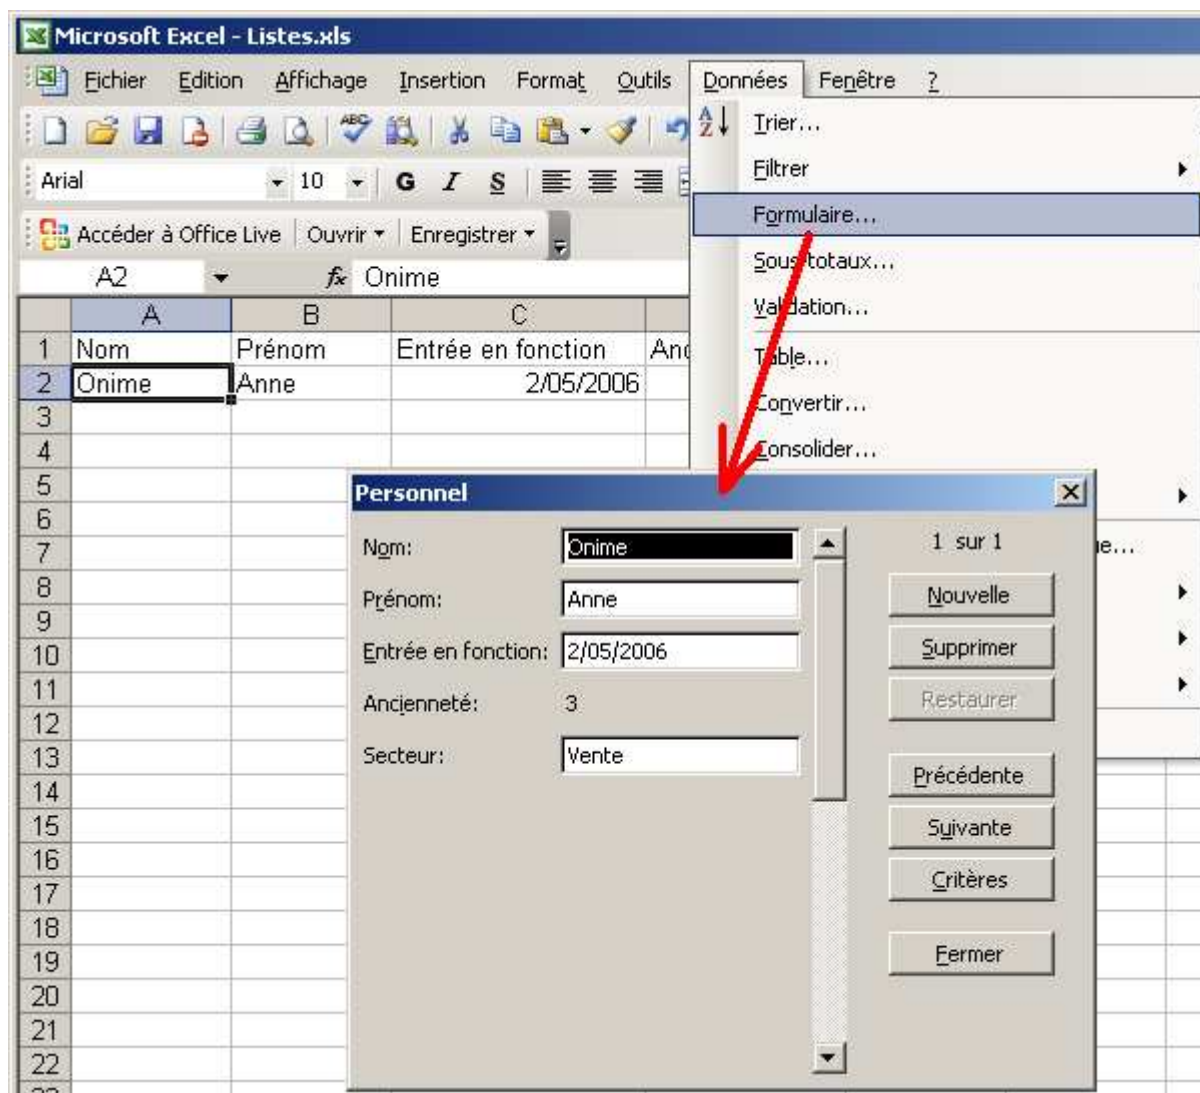 Microsoft Excel - Listes.xls
Fichier Edition Affichage Insertion Format Outils Données Fenêtre ?
Trier...
Arial 10 G I S
Filtrer
Formulaire...
Accéder à Office Live Ouvrir Enregistrer
Sous-totaux...
A2 fx Onime
Validation...
A B C
1 Nom Prénom Entrée en fonction Anc
Table...
2 Onime Anne 2/05/2006
Convertir...
3
4
Consolider...
5
6
7
8
9
10
11
12
13
14
15
16
17
18
19
20
21
22
Personnel
Nom: Onime
Prénom: Anne
Entrée en fonction: 2/05/2006
Ancienneté: 3
Secteur: Vente
1 sur 1
Nouvelle
Supprimer
Restaurer
Précédente
Suivante
Critères
Fermer